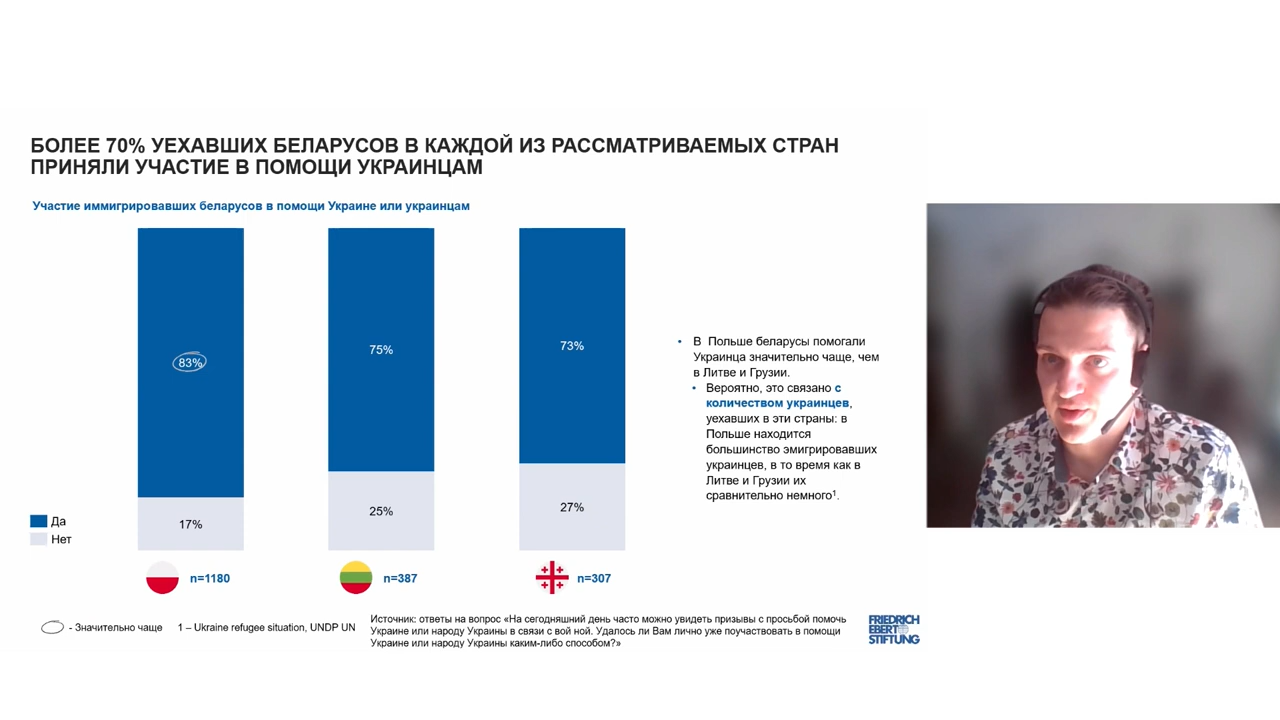 БОЛЕЕ 70% УЕХАВШИХ БЕЛАРУСОВ В КАЖДОЙ ИЗ РАССМАТРИВАЕМЫХ СТРАН
ПРИНЯЛИ УЧАСТИЕ В ПОМОЩИ УКРАИНЦАМ
Участие иммигрировавших беларусов в помощи Украине или украинцам
83%
75%
73%
17%
25%
27%
Да
Нет
n=1180
n=387
n=307
• В Польше беларусы помогали
Украинца значительно чаще, чем
в Литве и Грузии.
• Вероятно, это связано с
количеством украинцев,
уехавших в эти страны: в
Польше находится
большинство эмигрировавших
украинцев, в то время как в
Литве и Грузии их
сравнительно немного¹.
- Значительно чаще
1 – Ukraine refugee situation, UNDP UN
Источник: ответы на вопрос «На сегодняшний день часто можно увидеть призывы с просьбой помочь
Украине или народу Украины в связи с вой ной. Удалось ли Вам лично уже поучаствовать в помощи
Украине или народу Украины каким-либо способом?»
FRIEDRICH
EBERT
STIFTUNG